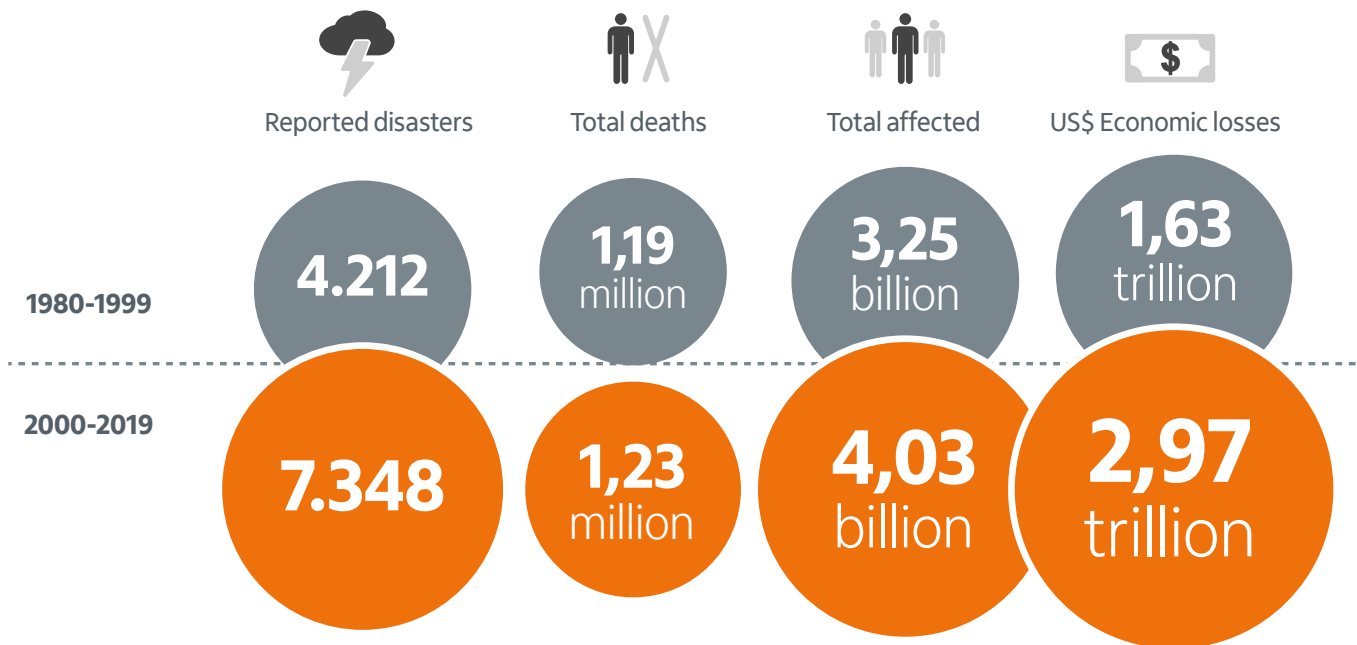 $
Reported disasters
Total deaths
Total affected
US$ Economic losses
1980-1999
4.212
1,19
million
3,25
billion
1,63
trillion
2000-2019
7.348
1,23
million
4,03
billion
2,97
trillion